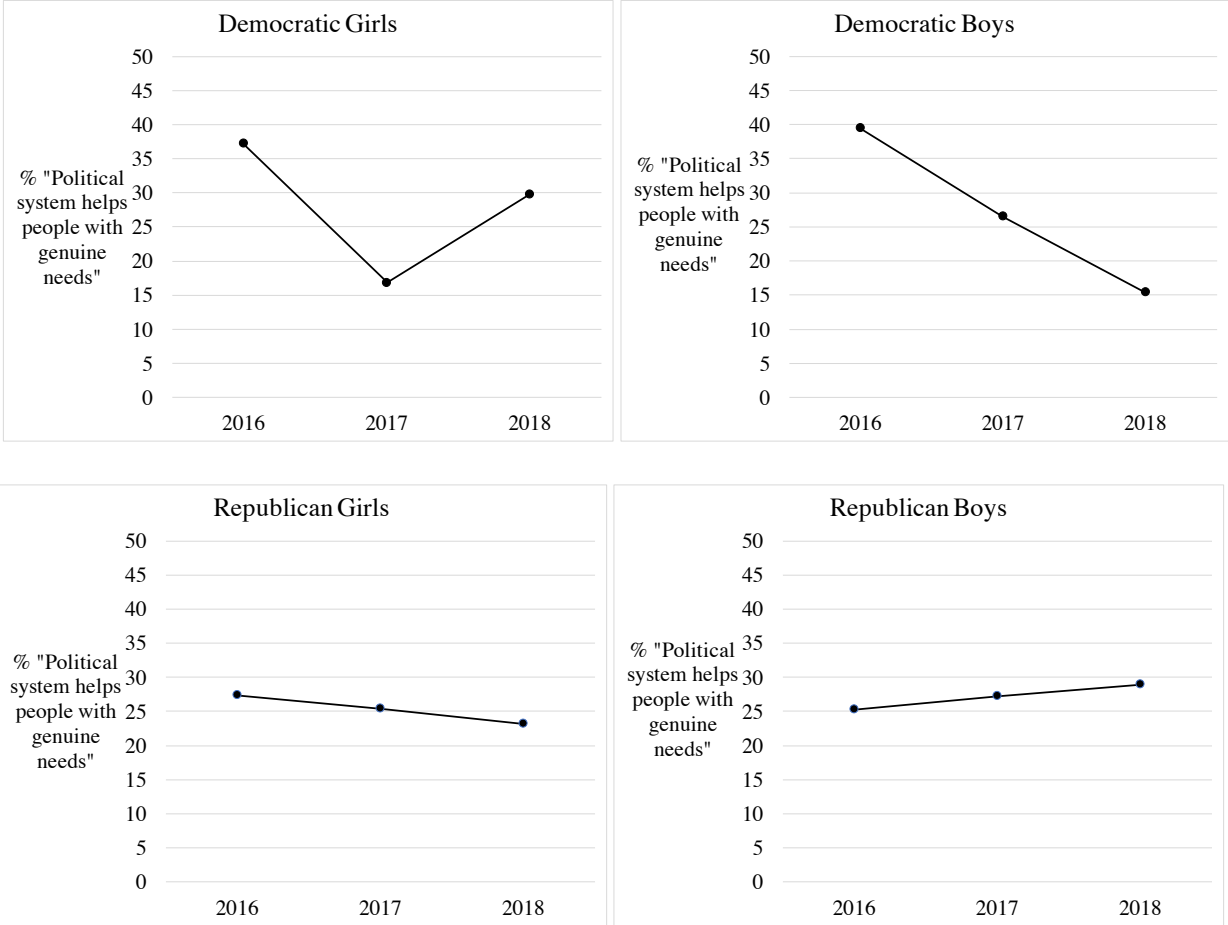 Democratic Girls
50
45
40
35
30
25
20
15
10
5
0
% "Political
system helps
people with
genuine
needs"
2016 2017 2018
Democratic Boys
50
45
40
35
30
25
20
15
10
5
0
% "Political
system helps
people with
genuine
needs"
2016 2017 2018
Republican Girls
50
45
40
35
30
25
20
15
10
5
0
% "Political
system helps
people with
genuine
needs"
2016 2017 2018
Republican Boys
50
45
40
35
30
25
20
15
10
5
0
% "Political
system helps
people with
genuine
needs"
2016 2017 2018